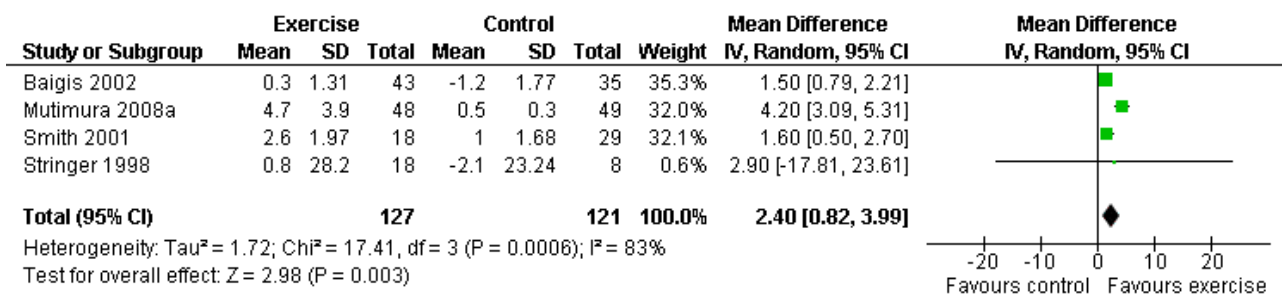 Exercise Control Mean Difference Mean Difference
Study or Subgroup Mean SD Total Mean SD Total Weight IV, Random, 95% CI IV, Random, 95% CI
Baigis 2002 0.3 1.31 43 -1.2 1.77 35 35.3% 1.50 [0.79, 2.21]
Mutimura 2008a 4.7 3.9 48 0.5 0.3 49 32.0% 4.20 [3.09, 5.31]
Smith 2001 2.6 1.97 18 1 1.68 29 32.1% 1.60 [0.50, 2.70]
Stringer 1998 0.8 28.2 18 -2.1 23.24 8 0.6% 2.90 [-17.81, 23.61]
Total (95% CI) 127 121 100.0% 2.40 [0.82, 3.99]
Heterogeneity: Tau² = 1.72; Chi² = 17.41, df = 3 (P = 0.0006); I² = 83%
Test for overall effect: Z = 2.98 (P = 0.003)
-20 -10 0 10 20
Favours control Favours exercise